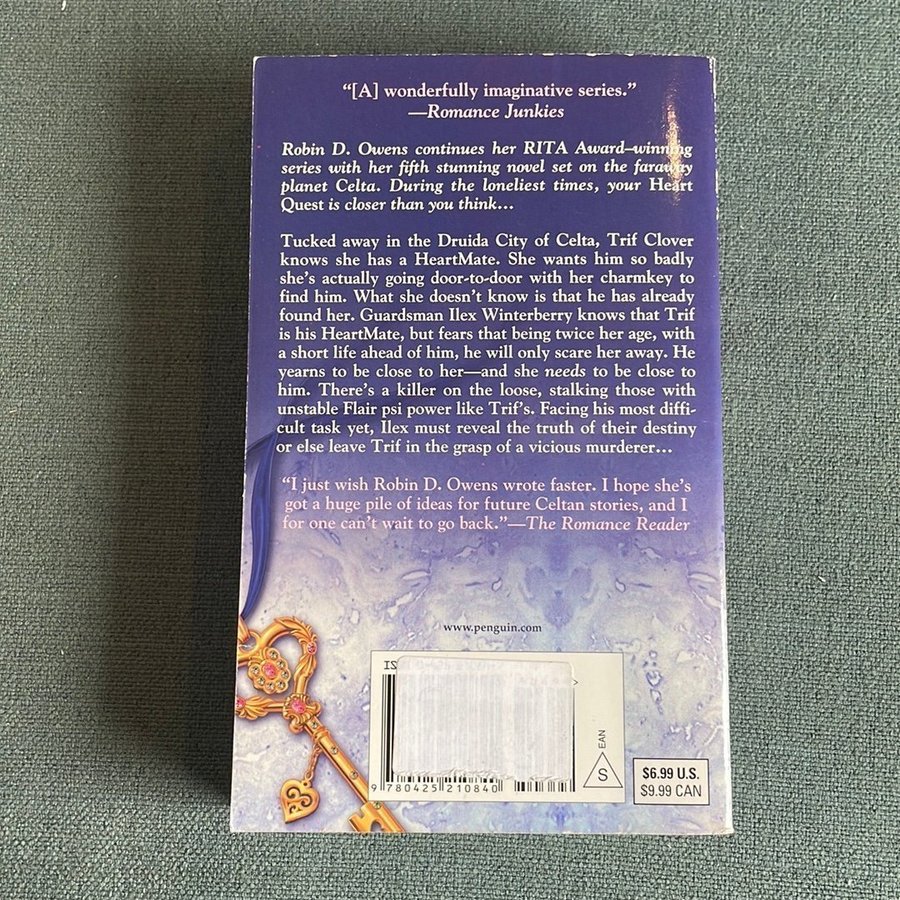 “[A] wonderfully imaginative series.”
—Romance Junkies
Robin D. Owens continues her RITA Award–winning
series with her fifth stunning novel set on the faraway
planet Celta. During the loneliest times, your Heart
Quest is closer than you think…
Tucked away in the Druida City of Celta, Trif Clover
knows she has a HeartMate. She wants him so badly
she’s actually going door-to-door with her charmkey to
find him. What she doesn’t know is that he has already
found her. Guardsman Ilex Winterberry knows that Trif
is his HeartMate, but fears that being twice her age, with
a short life ahead of him, he will only scare her away. He
yearns to be close to her—and she needs to be close to
him. There’s a killer on the loose, stalking those with
unstable Flair psi power like Trif’s. Facing his most diffi-
cult task yet, Ilex must reveal the truth of their destiny
or else leave Trif in the grasp of a vicious murderer…
“I just wish Robin D. Owens wrote faster. I hope she’s
got a huge pile of ideas for future Celtan stories, and I
for one can’t wait to go back.”—The Romance Reader
www.penguin.com
9 780425 210840
S
EAN
$6.99 U.S.
$9.99 CAN